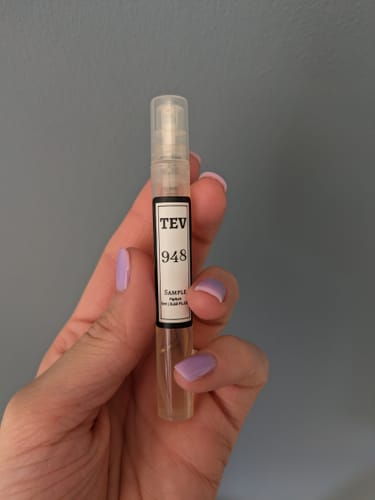 TEV
948
SAMPLE
Parfum